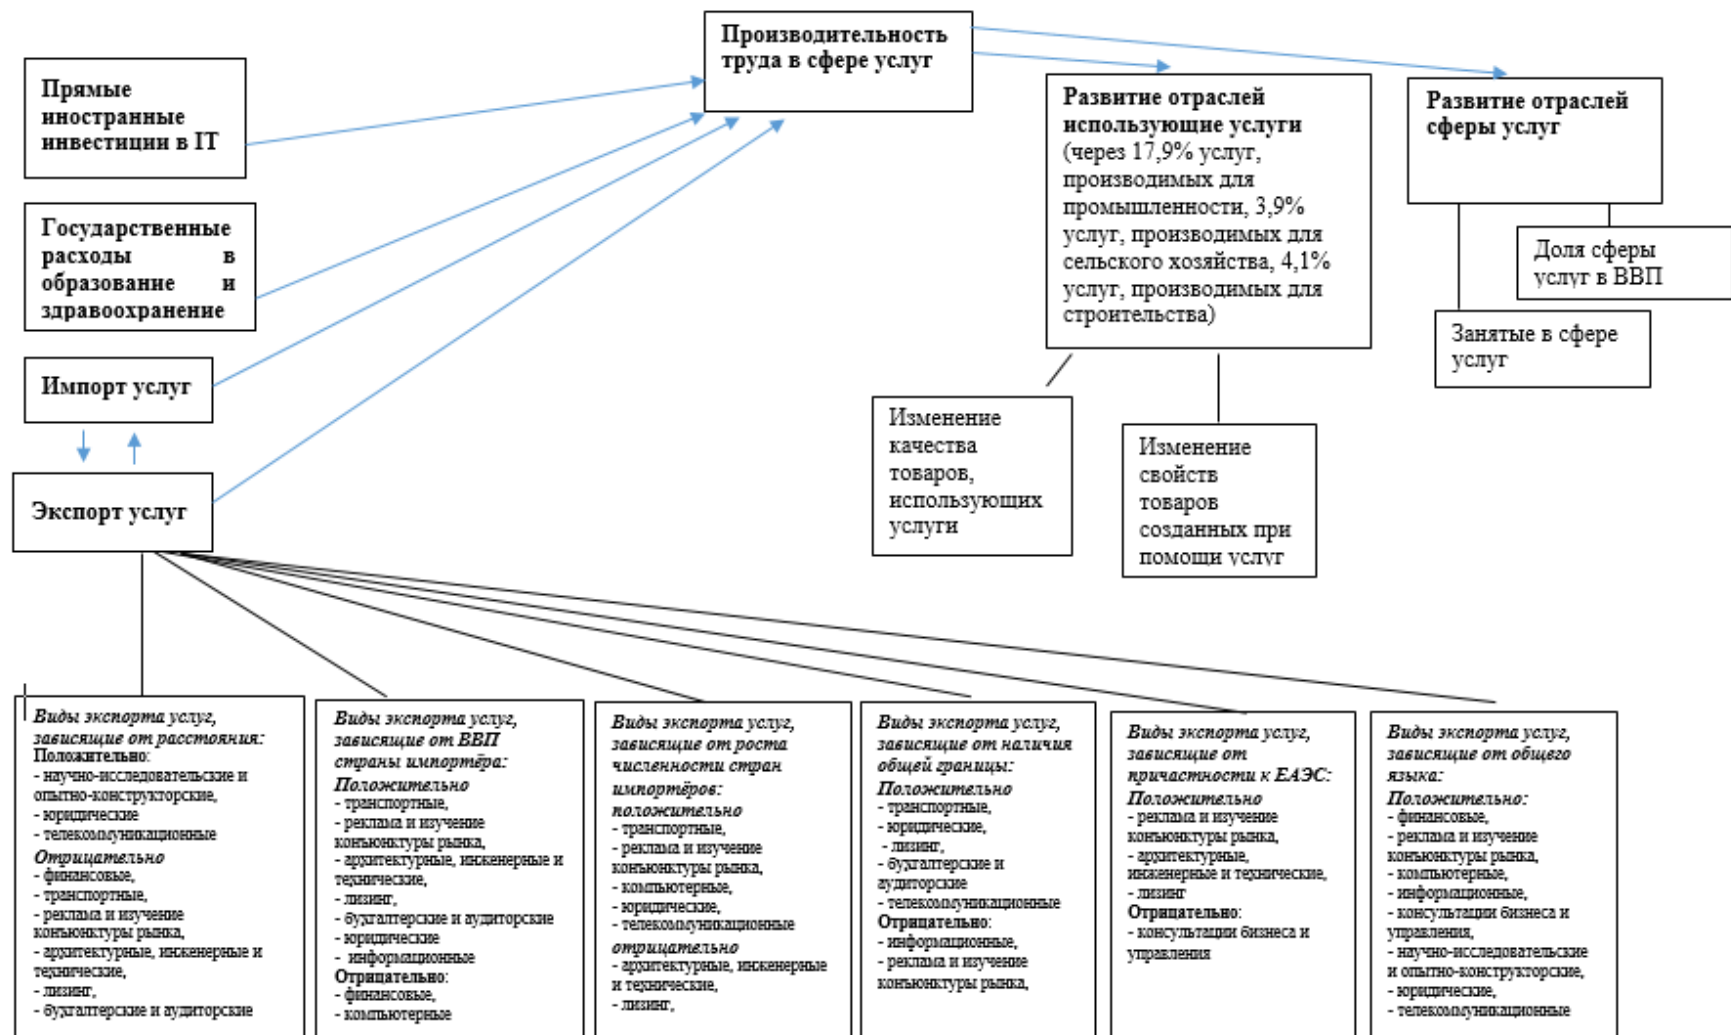 Производительность
труда в сфере услуг
Прямые
иностранные
инвестиции в IT
Государственные
расходы в
образование и
здравоохранение
Импорт услуг
Экспорт услуг
Развитие отраслей
использующие услуги
(через 17,9% услуг,
производимых для
промышленности, 3,9%
услуг, производимых для
сельского хозяйства, 4,1%
услуг, производимых для
строительства)
Развитие отраслей
сферы услуг
Доля сферы
услуг в ВВП
Занятые в сфере
услуг
Изменение
качества
товаров,
использующих
услуги
Изменение
свойств
товаров
созданных при
помощи услуг
Виды экспорта услуг,
зависящие от расстояния:
Положительно:
- научно-исследовательские и
опытно-конструкторские,
- юридические
- телекоммуникационные
Отрицательно
- финансовые,
- транспортные,
- реклама и изучение
конъюнктуры рынка,
- архитектурные, инженерные и
технические,
- лизинг,
- бухгалтерские и аудиторские
Виды экспорта услуг,
зависящие от ВВП
страны импортёра:
Положительно
- транспортные,
- реклама и изучение
конъюнктуры рынка,
- архитектурные, инженерные и
технические,
- лизинг,
- бухгалтерские и аудиторские
- юридические
- информационные
Отрицательно:
- финансовые,
- компьютерные
Виды экспорта услуг,
зависящие от роста
численности стран
импортёров:
положительно
- транспортные,
- реклама и изучение
конъюнктуры рынка,
- компьютерные,
- юридические,
- телекоммуникационные
отрицательно
- архитектурные, инженерные
и технические,
- лизинг,
Виды экспорта услуг,
зависящие от наличия
общей границы:
Положительно
- транспортные,
- юридические,
- лизинг,
- бухгалтерские и
аудиторские
- телекоммуникационные
Отрицательно:
- информационные,
- реклама и изучение
конъюнктуры рынка,
Виды экспорта услуг,
зависящие от
причастности к ЕАЭС:
Положительно
- реклама и изучение
конъюнктуры рынка,
- архитектурные,
инженерные и технические,
- лизинг
Отрицательно:
- консультации бизнеса и
управления
Виды экспорта услуг,
зависящие от общего
языка:
Положительно:
- финансовые,
- реклама и изучение
конъюнктуры рынка,
- компьютерные,
- информационные,
- консультации бизнеса и
управления,
- научно-исследовательские
и опытно-конструкторские,
- юридические,
- телекоммуникационные